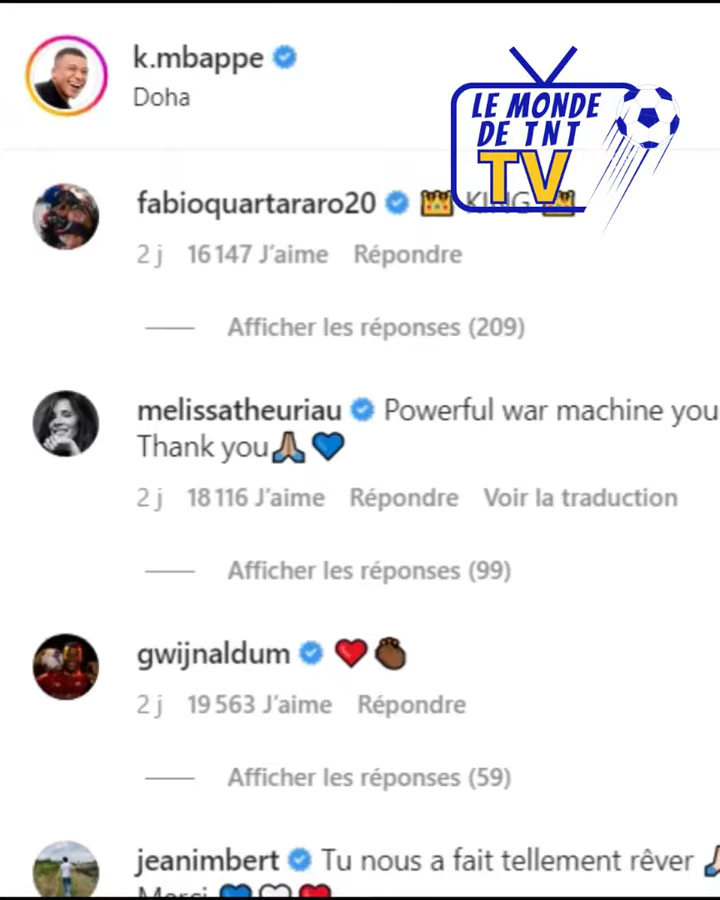 k.mbappe
Doha
LE MONDE
DE TNT
TV
fabioquartararo20 👑 KING 👑
2 j 16 147 J'aime Répondre
Afficher les réponses (209)
melissatheuriau Powerful war machine you
Thank you🙏🏼💙
2 j 18 116 J'aime Répondre Voir la traduction
Afficher les réponses (99)
gwijnaldum ❤️👏🏾
2 j 19 563 J'aime Répondre
Afficher les réponses (59)
jeanimbert Tu nous a fait tellement rêver 🙏🏼
Merci 💙🤍❤️